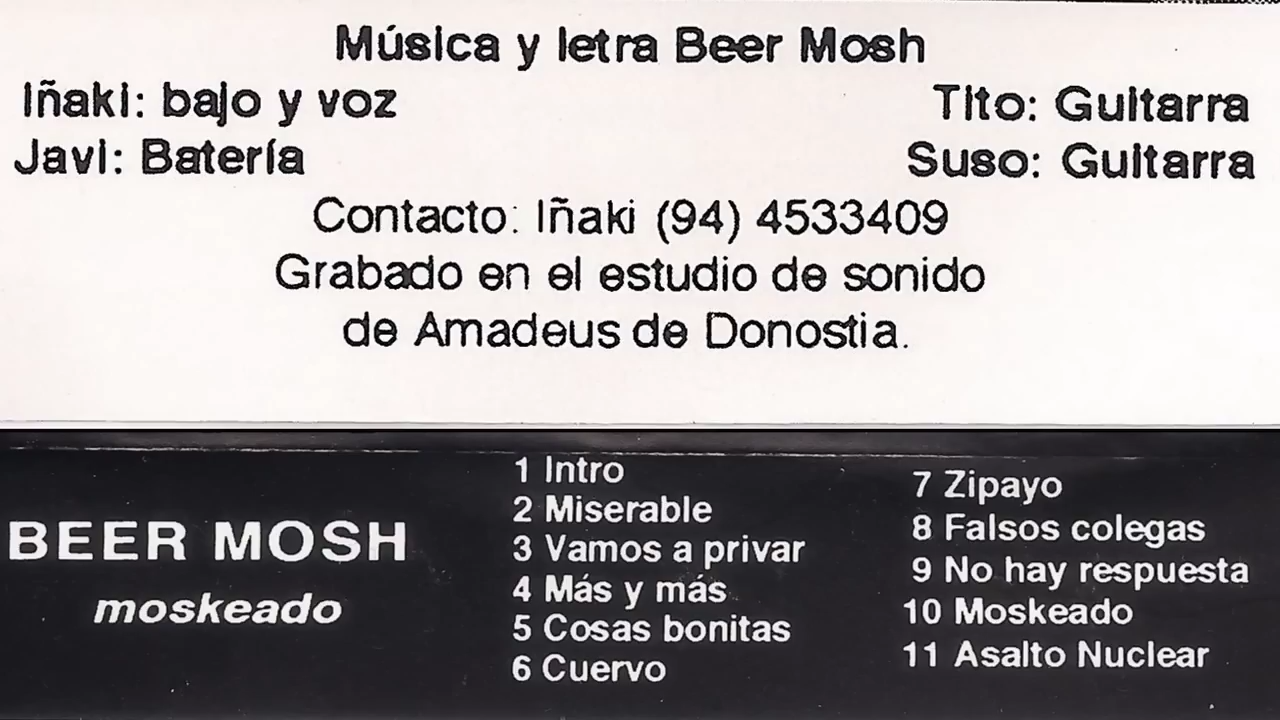 Música y letra Beer Mosh
Iñaki: bajo y voz
Javi: Batería
Tito: Guitarra
Suso: Guitarra
Contacto: Iñaki (94) 4533409
Grabado en el estudio de sonido
de Amadeus de Donostia.
BEER MOSH
moskeado
1 Intro
2 Miserable
3 Vamos a privar
4 Más y más
5 Cosas bonitas
6 Cuervo
7 Zipayo
8 Falsos colegas
9 No hay respuesta
10 Moskeado
11 Asalto Nuclear